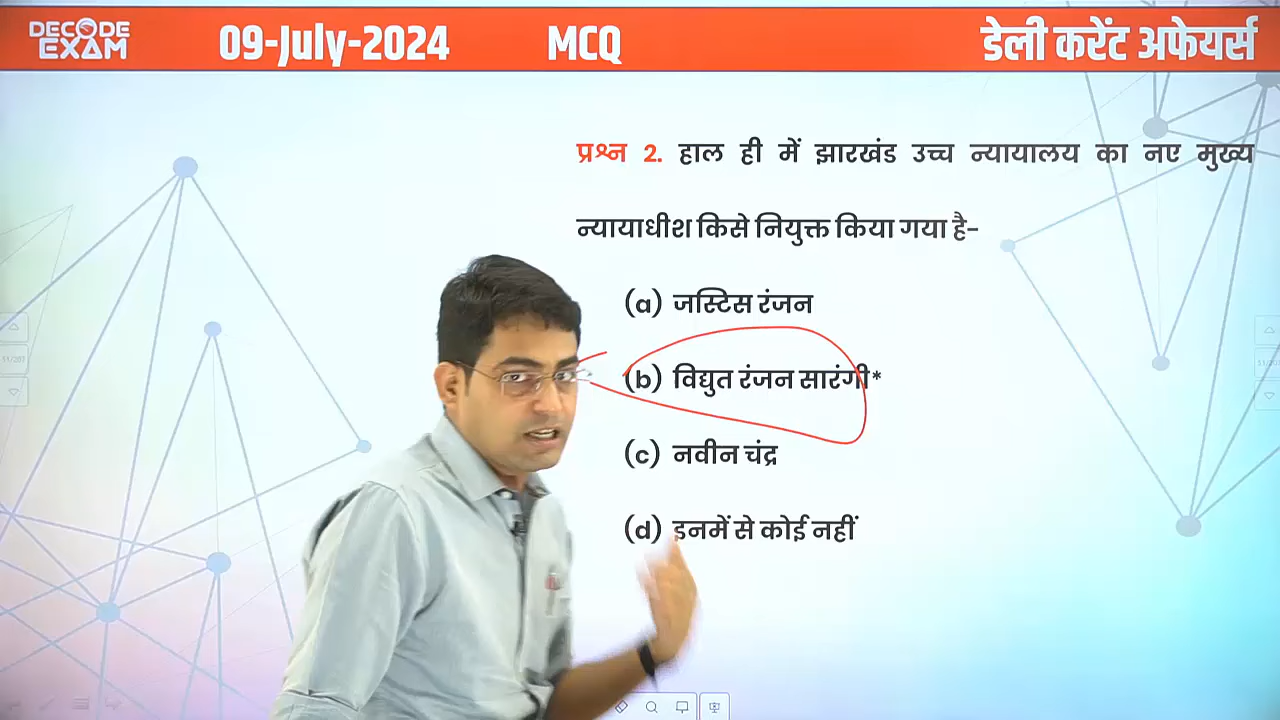 DECODE
EXAM
09-July-2024
MCQ
डेली करेंट अफेयर्स
प्रश्न 2. हाल ही में झारखंड उच्च न्यायालय का नए मुख्य
न्यायाधीश किसे नियुक्त किया गया है-
(a) जस्टिस रंजन
(b) विद्युत रंजन सारंगी*
(c) नवीन चंद्र
(d) इनमें से कोई नहीं